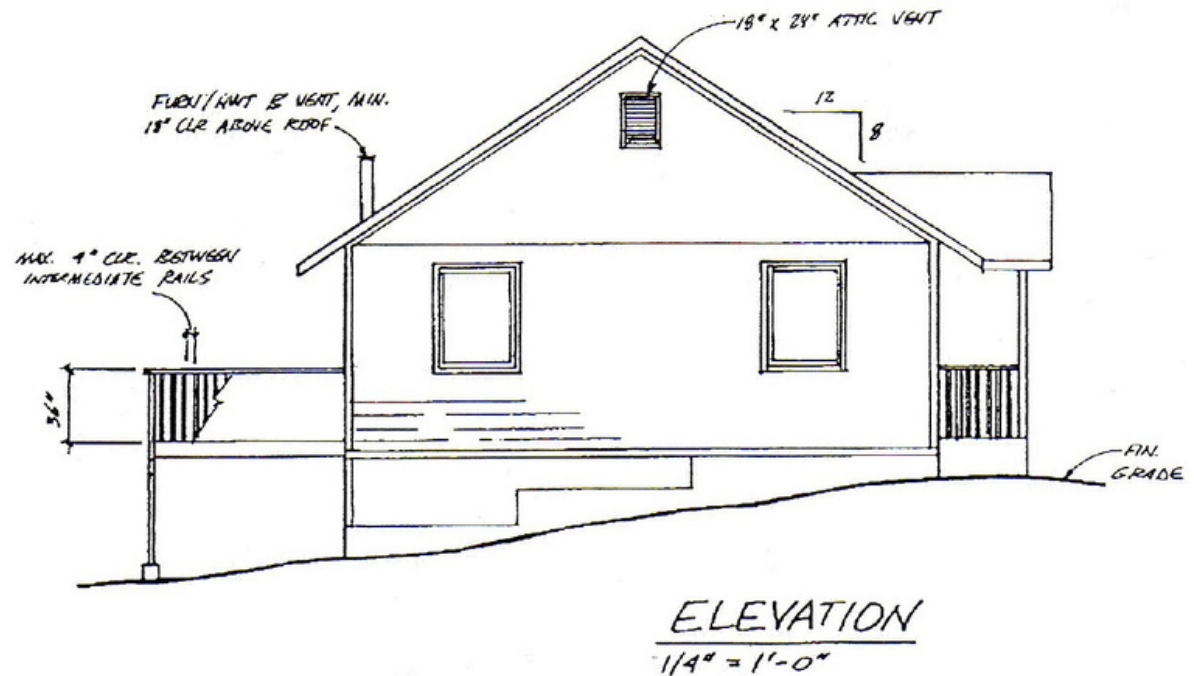 18" x 24" ATTIC VENT
FURN/HWT B VENT, MIN.
18" CLR ABOVE ROOF
12
8
MAX. 4" CLR. BETWEEN
INTERMEDIATE RAILS
36"
FIN.
GRADE
ELEVATION
1/4" = 1'-0"